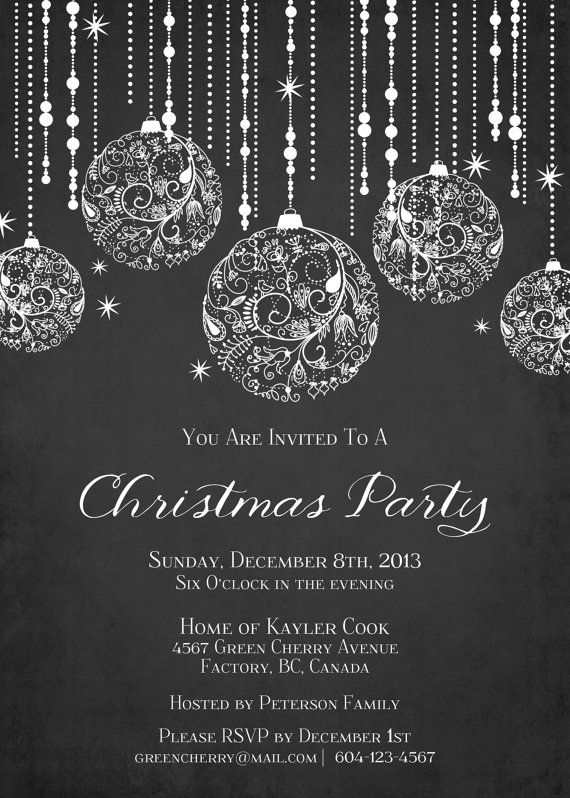 You Are Invited To A
Christmas Party
Sunday, December 8th, 2013
Six O'clock in the evening
Home of Kayler Cook
4567 Green Cherry Avenue
Factory, BC, Canada
Hosted by Peterson Family
Please RSVP by December 1st
greencherry@mail.com | 604-123-4567